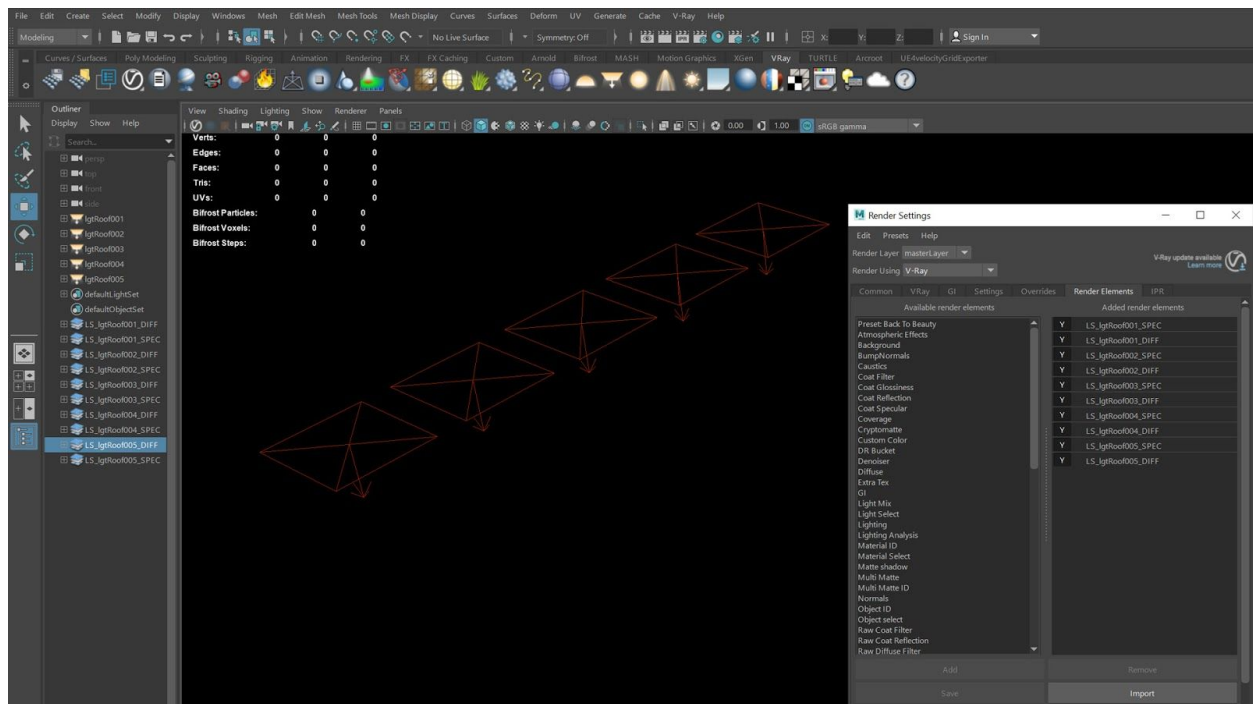 File Edit Create Select Modify Display Windows Mesh Edit Mesh Mesh Tools Mesh Display Curves Surfaces Deform UV Generate Cache V-Ray Help
Modeling No Live Surface Symmetry: Off X: Y: Z: Sign In
Curves / Surfaces Poly Modeling Sculpting Rigging Animation Rendering FX FX Caching Custom Arnold Bifrost MASH Motion Graphics XGen VRay TURTLE Arcroot UE4velocityGridExporter
Outliner
Display Show Help
Search...
persp
top
front
side
lgtRoof001
lgtRoof002
lgtRoof003
lgtRoof004
lgtRoof005
defaultLightSet
defaultObjectSet
LS_lgtRoof001_DIFF
LS_lgtRoof001_SPEC
LS_lgtRoof002_DIFF
LS_lgtRoof002_SPEC
LS_lgtRoof003_DIFF
LS_lgtRoof003_SPEC
LS_lgtRoof004_DIFF
LS_lgtRoof004_SPEC
LS_lgtRoof005_DIFF
LS_lgtRoof005_SPEC
View Shading Lighting Show Renderer Panels
0.00 1.00 sRGB gamma
Verts: 0 0 0
Edges: 0 0 0
Faces: 0 0 0
Tris: 0 0 0
UVs: 0 0 0
Bifrost Particles: 0 0
Bifrost Voxels: 0 0
Bifrost Steps: 0 0
Render Settings
Edit Presets Help
Render Layer masterLayer
Render Using V-Ray
V-Ray update available
Learn more
Common VRay GI Settings Overrides Render Elements IPR
Available render elements
Preset: Back To Beauty
Atmospheric Effects
Background
BumpNormals
Caustics
Coat Filter
Coat Glossiness
Coat Reflection
Coat Specular
Coverage
Cryptomatte
Custom Color
DR Bucket
Denoiser
Diffuse
Extra Tex
GI
Light Mix
Light Select
Lighting
Lighting Analysis
Material ID
Material Select
Matte shadow
Multi Matte
Multi Matte ID
Normals
Object ID
Object select
Raw Coat Filter
Raw Coat Reflection
Raw Diffuse Filter
Added render elements
Y LS_lgtRoof001_SPEC
Y LS_lgtRoof001_DIFF
Y LS_lgtRoof002_SPEC
Y LS_lgtRoof002_DIFF
Y LS_lgtRoof003_SPEC
Y LS_lgtRoof003_DIFF
Y LS_lgtRoof004_SPEC
Y LS_lgtRoof004_DIFF
Y LS_lgtRoof005_SPEC
Y LS_lgtRoof005_DIFF
Add Remove
Save Import